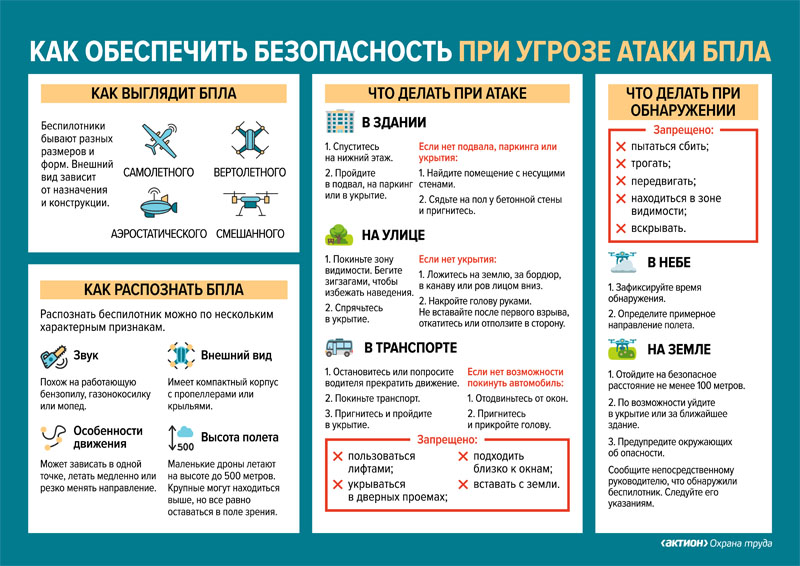 КАК ОБЕСПЕЧИТЬ БЕЗОПАСНОСТЬ ПРИ УГРОЗЕ АТАКИ БПЛА
КАК ВЫГЛЯДИТ БПЛА
Беспилотники
бывают разных
размеров и
форм. Внешний
вид зависит
от назначения
и конструкции.
САМОЛЕТНОГО
ВЕРТОЛЕТНОГО
АЭРОСТАТИЧЕСКОГО
СМЕШАННОГО
КАК РАСПОЗНАТЬ БПЛА
Распознать беспилотник можно по нескольким
характерным признакам.
Звук
Похож на работающую
бензопилу, газонокосилку
или мопед.
Внешний вид
Имеет компактный корпус
с пропеллерами или
крыльями.
Особенности
движения
Может зависать в одной
точке, летать медленно или
резко менять направление.
500
Высота полета
Маленькие дроны летают
на высоте до 500 метров.
Крупные могут находиться
выше, но все равно
оставаться в поле зрения.
ЧТО ДЕЛАТЬ ПРИ АТАКЕ
В ЗДАНИИ
1. Спуститесь
на нижний этаж.
2. Пройдите
в подвал, на паркинг
или в укрытие.
Если нет подвала, паркинга или
укрытия:
1. Найдите помещение с несущими
стенами.
2. Сядьте на пол у бетонной стены
и пригнитесь.
НА УЛИЦЕ
1. Покиньте зону
видимости. Бегите
зигзагами, чтобы
избежать наведения.
2. Спрячьтесь
в укрытие.
Если нет укрытия:
1. Ложитесь на землю, за бордюр,
в канаву или ров лицом вниз.
2. Накройте голову руками.
Не вставайте после первого взрыва,
откатитесь или отползите в сторону.
В ТРАНСПОРТЕ
1. Остановитесь или попросите
водителя прекратить движение.
2. Покиньте транспорт.
3. Пригнитесь и пройдите
в укрытие.
Если нет возможности
покинуть автомобиль:
1. Отодвиньтесь от окон.
2. Пригнитесь
и прикройте голову.
Запрещено:
пользоваться
лифтами;
укрываться
в дверных проемах;
подходить
близко к окнам;
вставать с земли.
ЧТО ДЕЛАТЬ ПРИ
ОБНАРУЖЕНИИ
Запрещено:
пытаться сбить;
трогать;
передвигать;
находиться в зоне
видимости;
вскрывать.
В НЕБЕ
1. Зафиксируйте время
обнаружения.
2. Определите примерное
направление полета.
НА ЗЕМЛЕ
1. Отойдите на безопасное
расстояние не менее 100 метров.
2. По возможности уйдите
в укрытие или за ближайшее
здание.
3. Предупредите окружающих
об опасности.
Сообщите непосредственному
руководителю, что обнаружили
беспилотник. Следуйте его
указаниям.
‹АКТИОН› Охрана труда